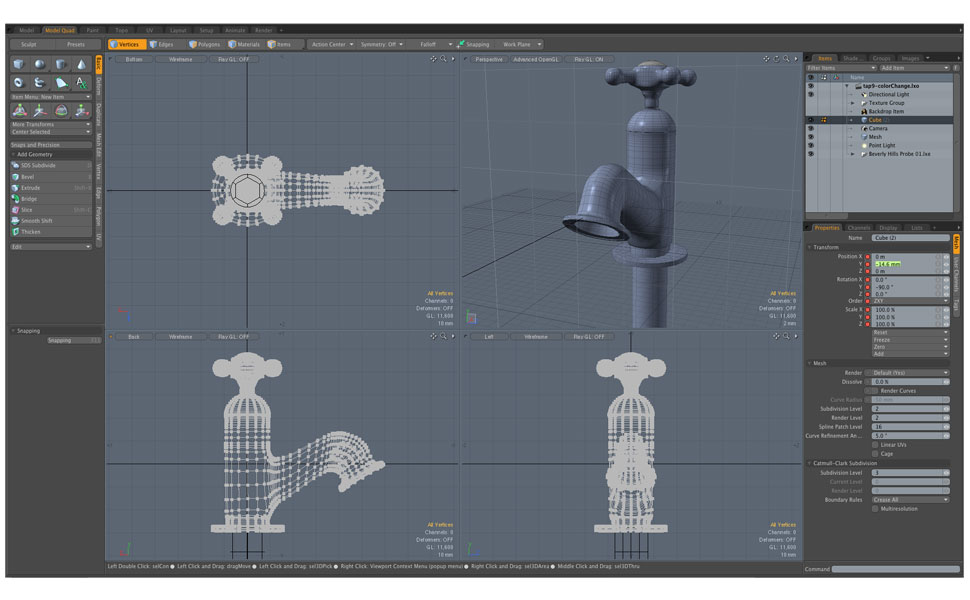 Model Model Quad Paint Topo UV Layout Setup Animate Render +
Sculpt Presets
Vertices Edges Polygons Materials Items Action Center Symmetry: Off Falloff Snapping Work Plane
Item Menu: New Item
More Transforms
Center Selected
Snaps and Precision
Add Geometry
SDS Subdivide D
Bevel B
Extrude Shift-X
Bridge
Slice Shift-C
Smooth Shift
Thicken
Edit
Basic
Deform
Duplicate
Mesh Edit
Vertex
Edge
Polygon
UV
Snapping
Snapping F11
Bottom Wireframe Ray GL: OFF
All Vertices
Channels: 0
Deformers: OFF
GL: 11,600
10 mm
Perspective Advanced OpenGL Ray GL: ON
All Vertices
Channels: 0
Deformers: OFF
GL: 11,600
2 mm
Back Wireframe Ray GL: OFF
All Vertices
Channels: 0
Deformers: OFF
GL: 11,600
10 mm
Left Wireframe Ray GL: OFF
All Vertices
Channels: 0
Deformers: OFF
GL: 11,600
10 mm
Left Double Click: selCon ● Left Click and Drag: dragMove ● Left Click and Drag: sel3DPick ● Right Click: Viewport Context Menu (popup menu) ● Right Click and Drag: sel3DArea ● Middle Click and Drag: sel3DThru
Items Shade... Groups Images +
Filter Items Add Item F
Name
tap9-colorChange.lxo
Directional Light
Texture Group
Backdrop Item
Cube (2)
Camera
Mesh
Point Light
Beverly Hills Probe 01.lxe
Properties Channels Display Lists +
Name Cube (2)
Transform
Position X 0 m
Y -14.6 mm
Z 0 m
Rotation X 0.0 °
Y -90.0 °
Z 0.0 °
Order ZXY
Scale X 100.0 %
Y 100.0 %
Z 100.0 %
Reset
Freeze
Zero
Add
Mesh
Render Default (Yes)
Dissolve 0.0 %
Render Curves
Curve Radius
Subdivision Level 2
Render Level 2
Spline Patch Level 16
Curve Refinement An... 5.0 °
Linear UVs
Cage
Catmull-Clark Subdivision
Subdivision Level 3
Current Level
Render Level
Boundary Rules Crease All
Multiresolution
Mesh
User Channels
Tags
Command